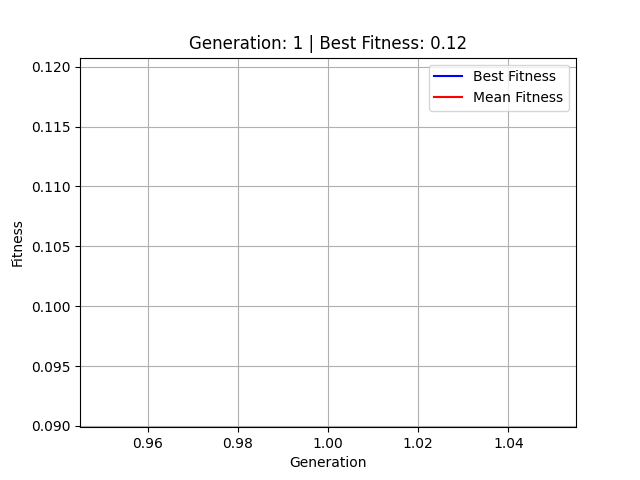 Generation: 1 | Best Fitness: 0.12
Best Fitness
Mean Fitness
0.120
0.115
0.110
0.105
0.100
0.095
0.090
Fitness
0.96 0.98 1.00 1.02 1.04
Generation